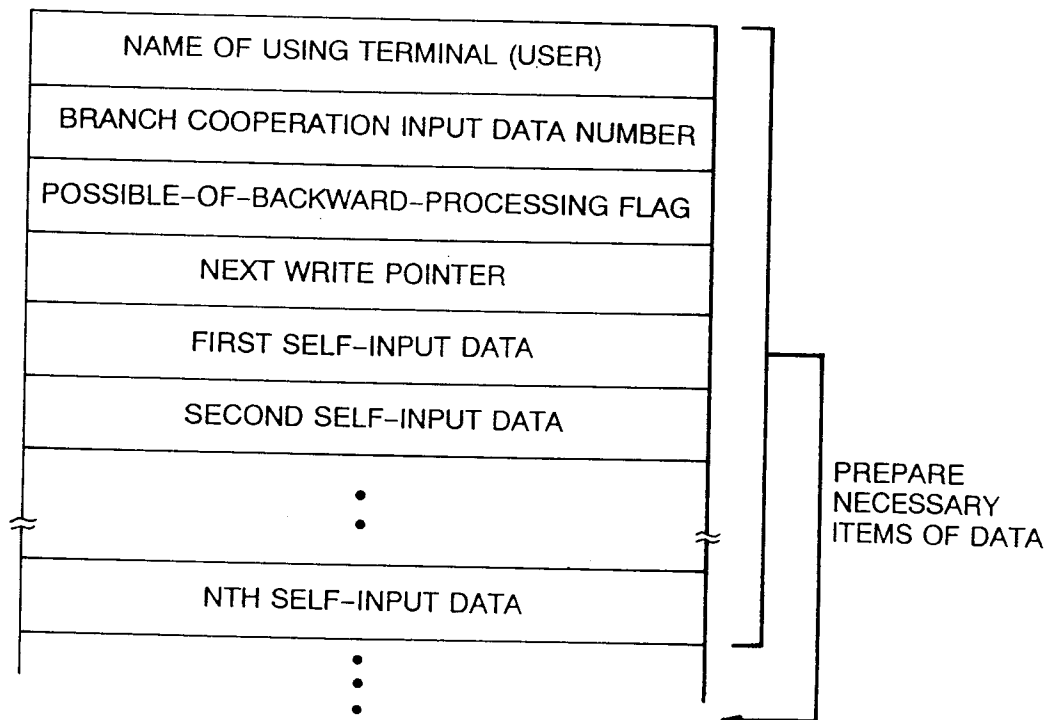 NAME OF USING TERMINAL (USER)
BRANCH COOPERATION INPUT DATA NUMBER
POSSIBLE-OF-BACKWARD-PROCESSING FLAG
NEXT WRITE POINTER
FIRST SELF-INPUT DATA
SECOND SELF-INPUT DATA
NTH SELF-INPUT DATA
PREPARE
NECESSARY
ITEMS OF DATA